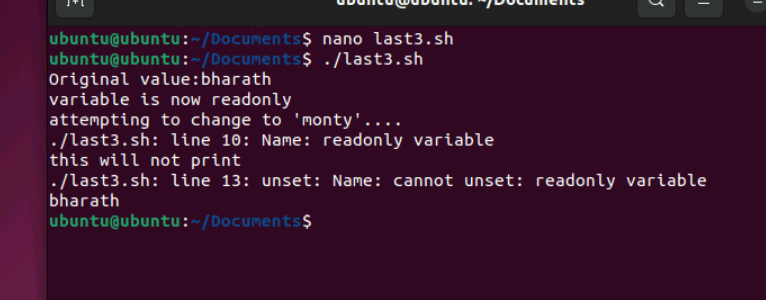 ubuntu@ubuntu: ~/Documents
ubuntu@ubuntu:~/Documents$ nano last3.sh
ubuntu@ubuntu:~/Documents$ ./last3.sh
Original value:bharath
variable is now readonly
attempting to change to 'monty'....
./last3.sh: line 10: Name: readonly variable
this will not print
./last3.sh: line 13: unset: Name: cannot unset: readonly variable
bharath
ubuntu@ubuntu:~/Documents$